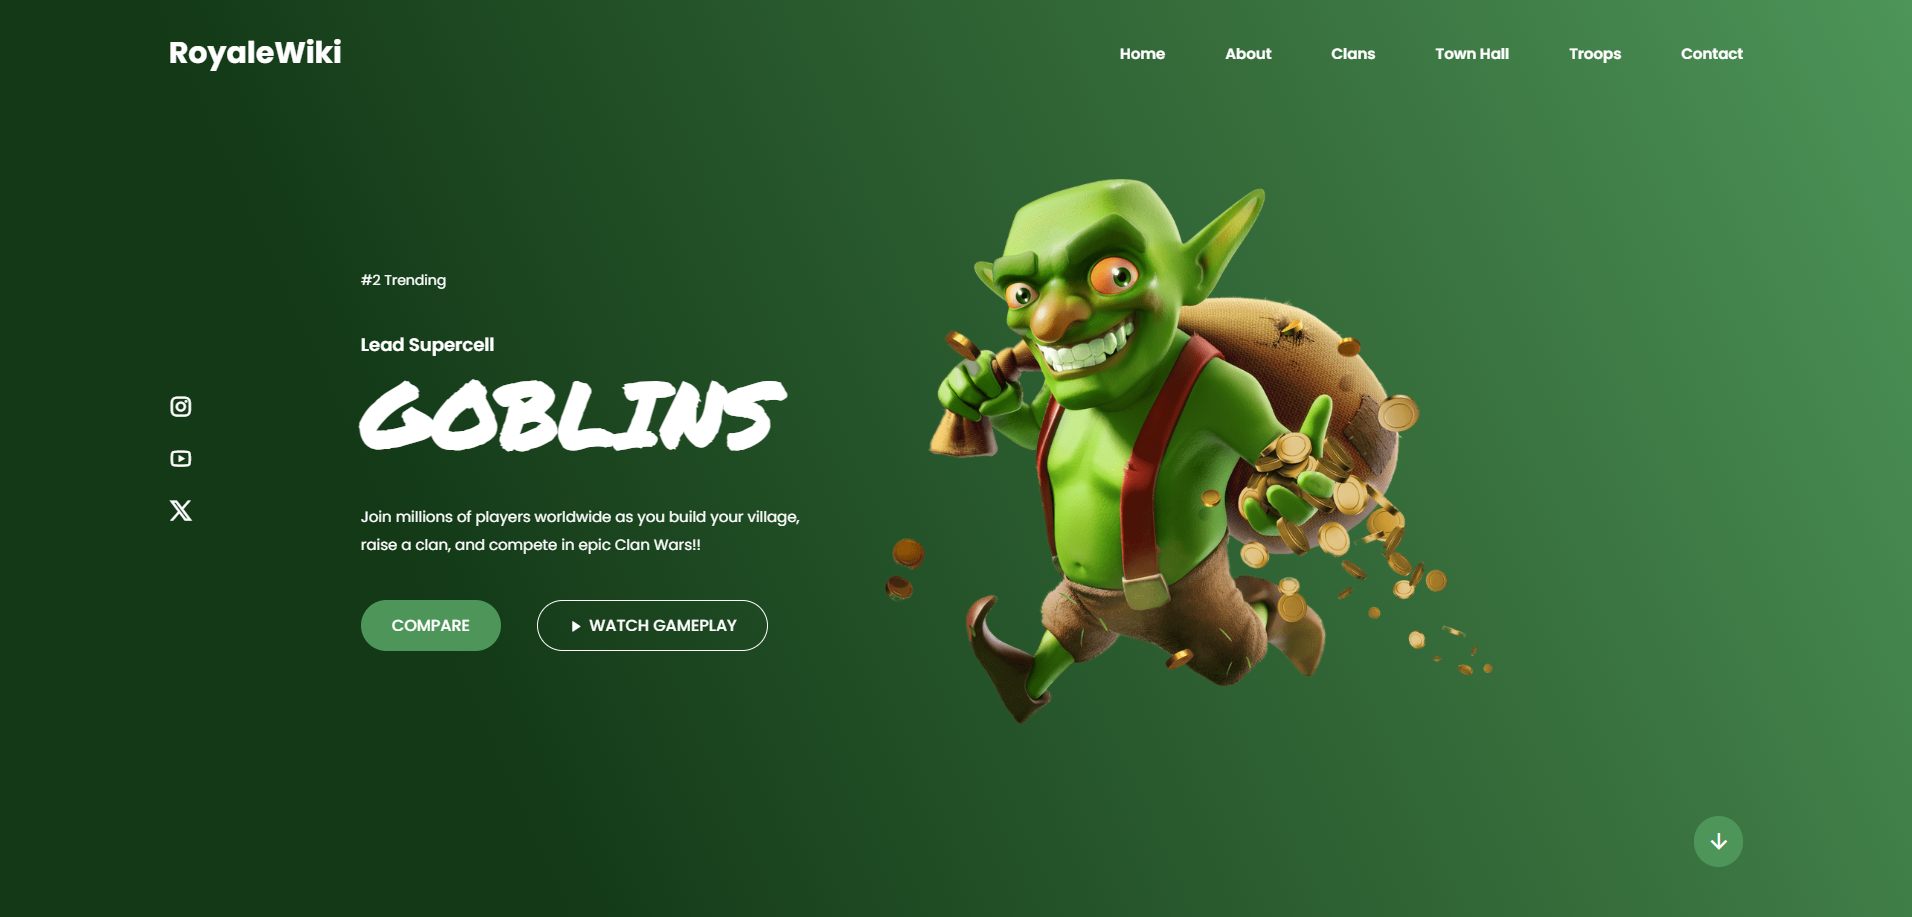 RoyaleWiki
Home About Clans Town Hall Troops Contact
#2 Trending
Lead Supercell
GOBLINS
Join millions of players worldwide as you build your village,
raise a clan, and compete in epic Clan Wars!!
COMPARE
WATCH GAMEPLAY